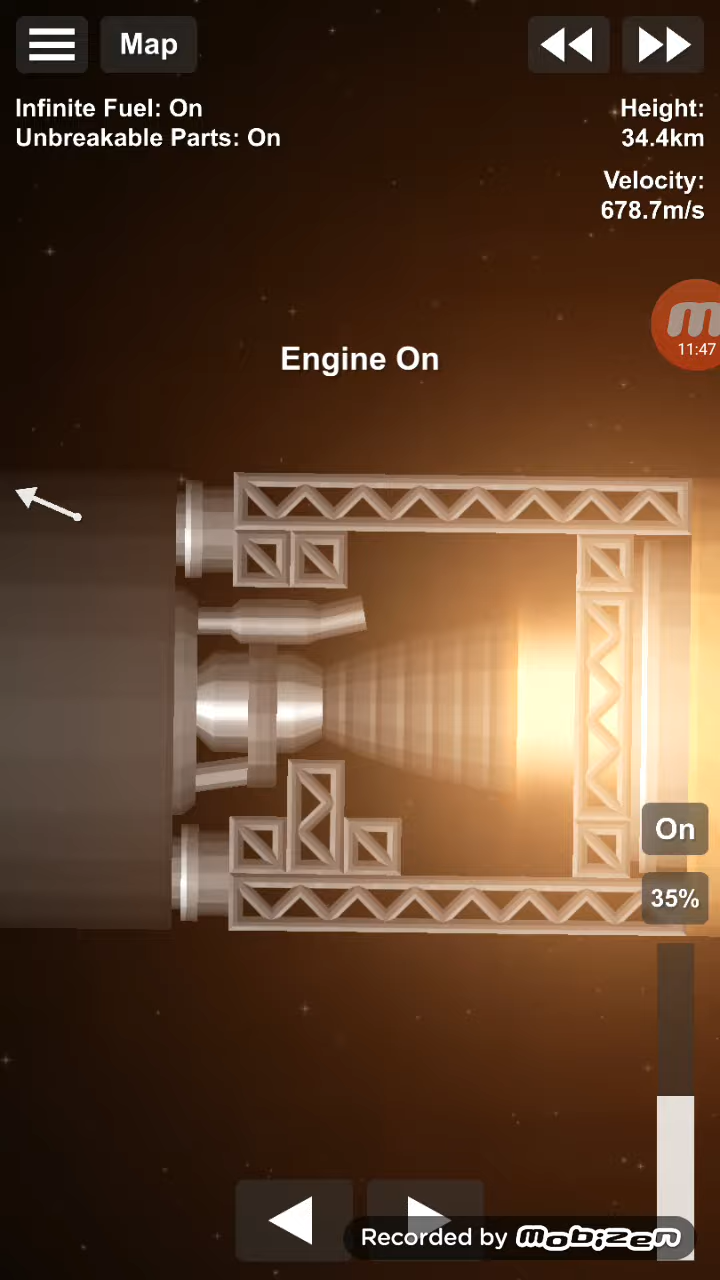 Map
Infinite Fuel: On
Unbreakable Parts: On
Height:
34.4km
Velocity:
678.7m/s
11:47
Engine On
On
35%
Recorded by mobizen